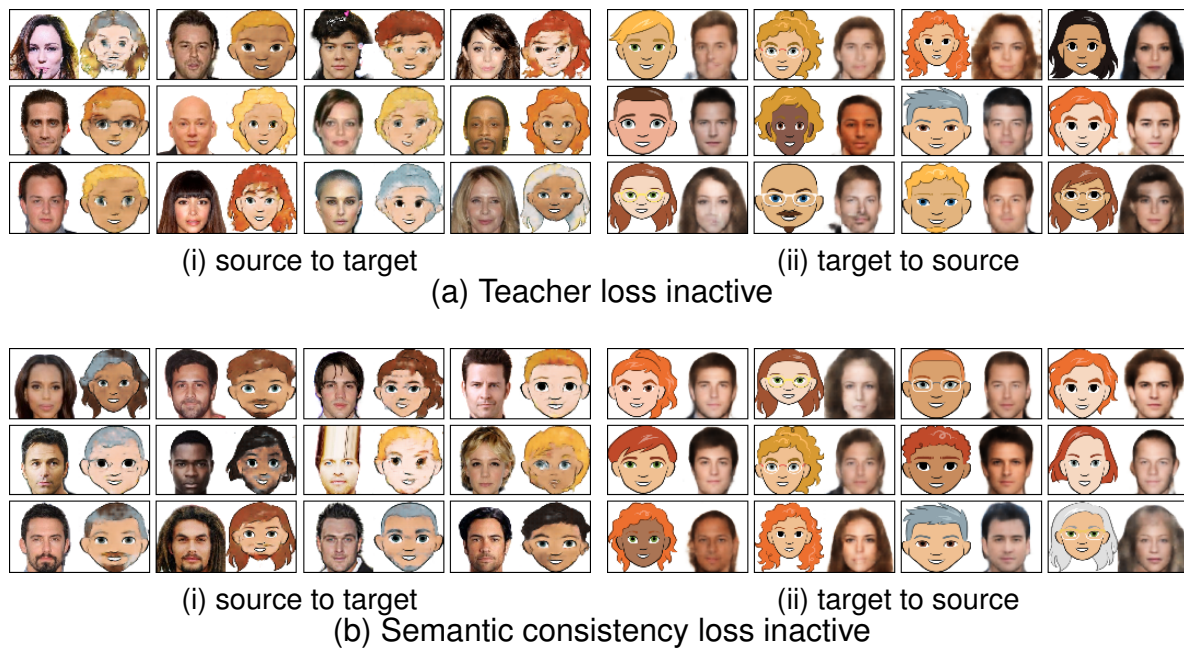 (i) source to target
(ii) target to source
(a) Teacher loss inactive
(i) source to target
(ii) target to source
(b) Semantic consistency loss inactive